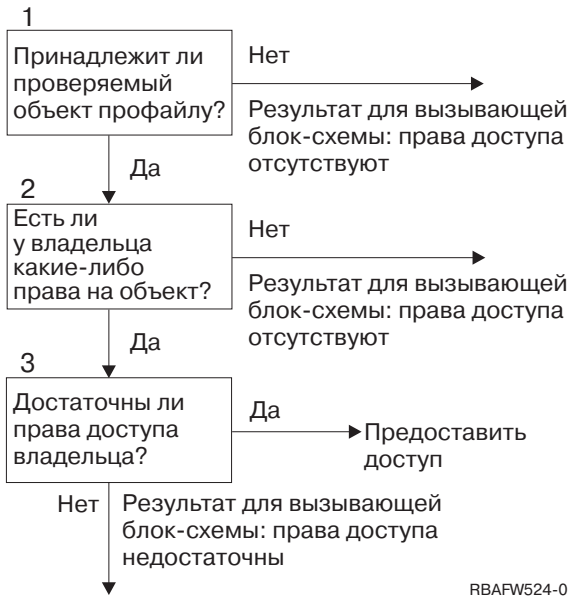 1
Принадлежит ли
проверяемый
объект профайлу?
Нет
Результат для вызывающей
блок-схемы: права доступа
отсутствуют
Да
2
Есть ли
у владельца
какие-либо
права на объект?
Нет
Результат для вызывающей
блок-схемы: права доступа
отсутствуют
Да
3
Достаточны ли
права доступа
владельца?
Да
Предоставить
доступ
Нет
Результат для вызывающей
блок-схемы: права доступа
недостаточны
RBAFW524-0